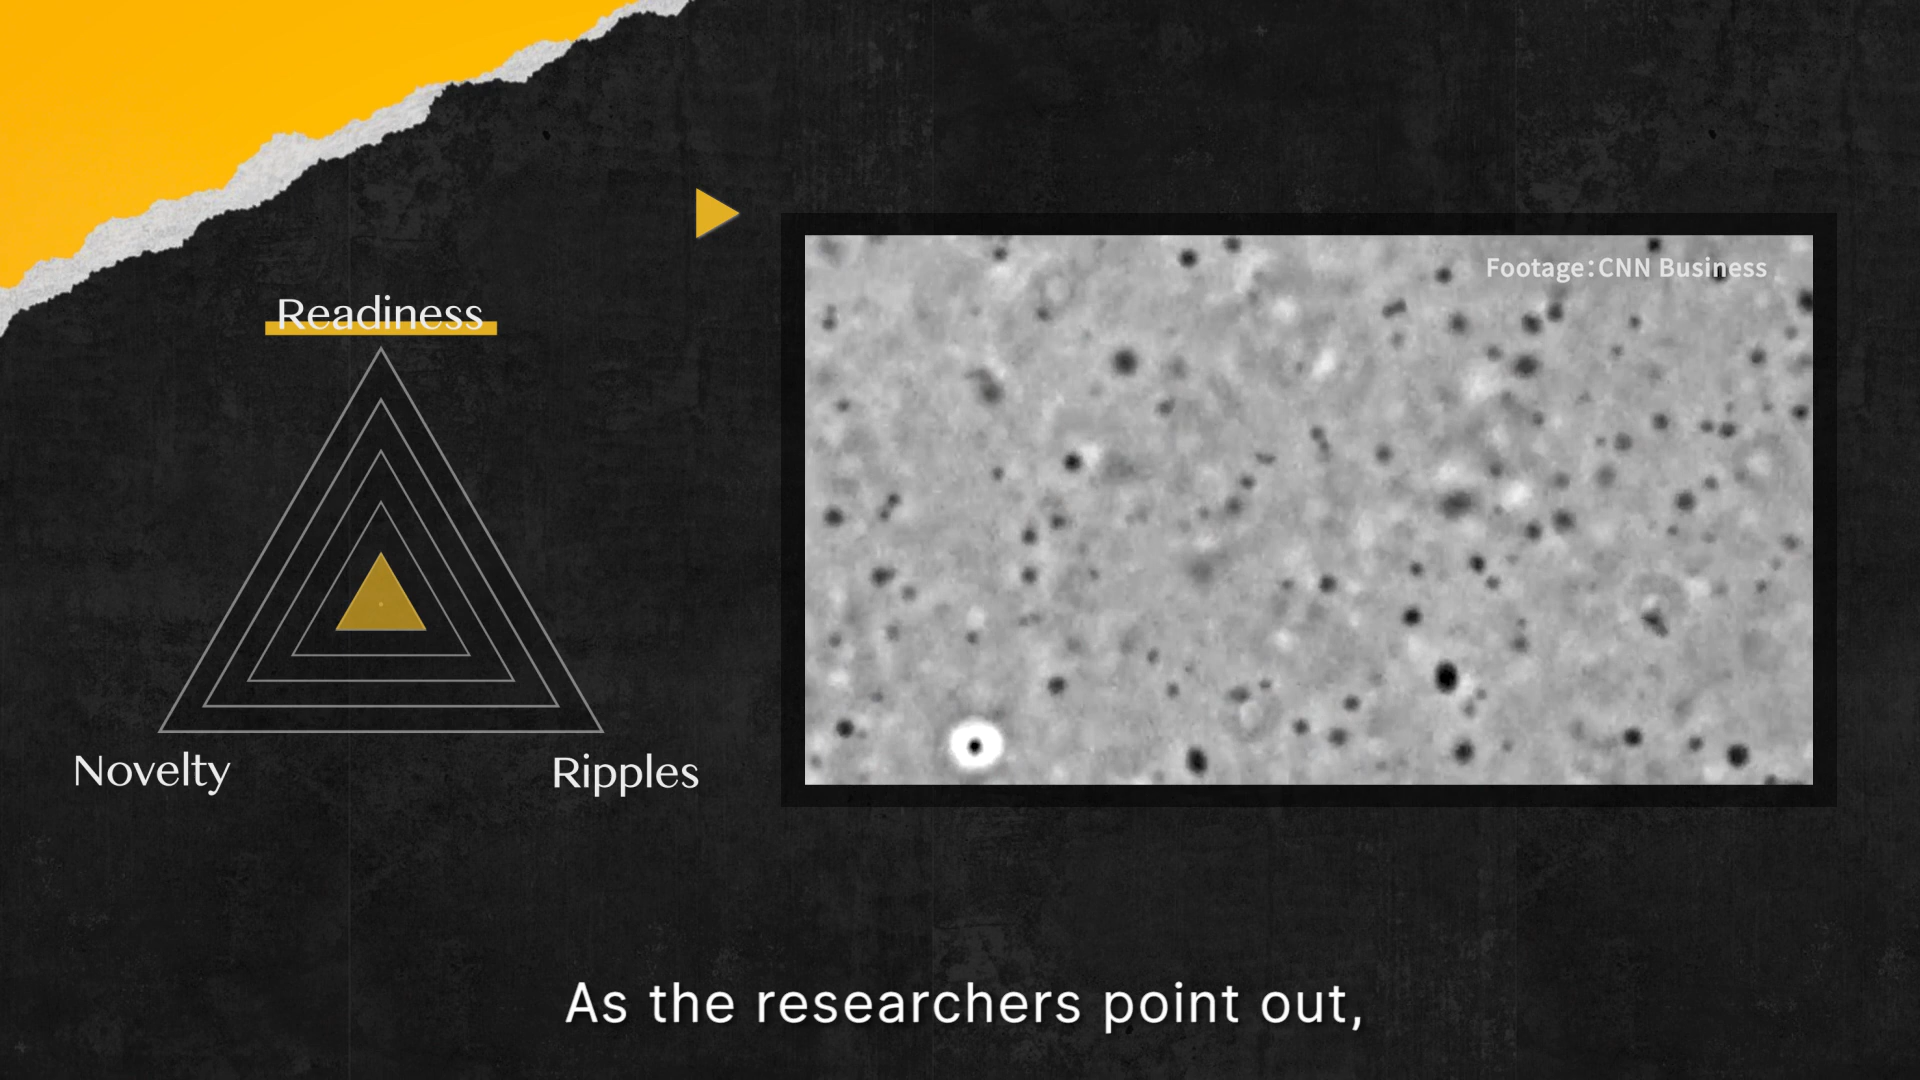 Footage:CNN Business
Readiness
Novelty
Ripples
As the researchers point out,